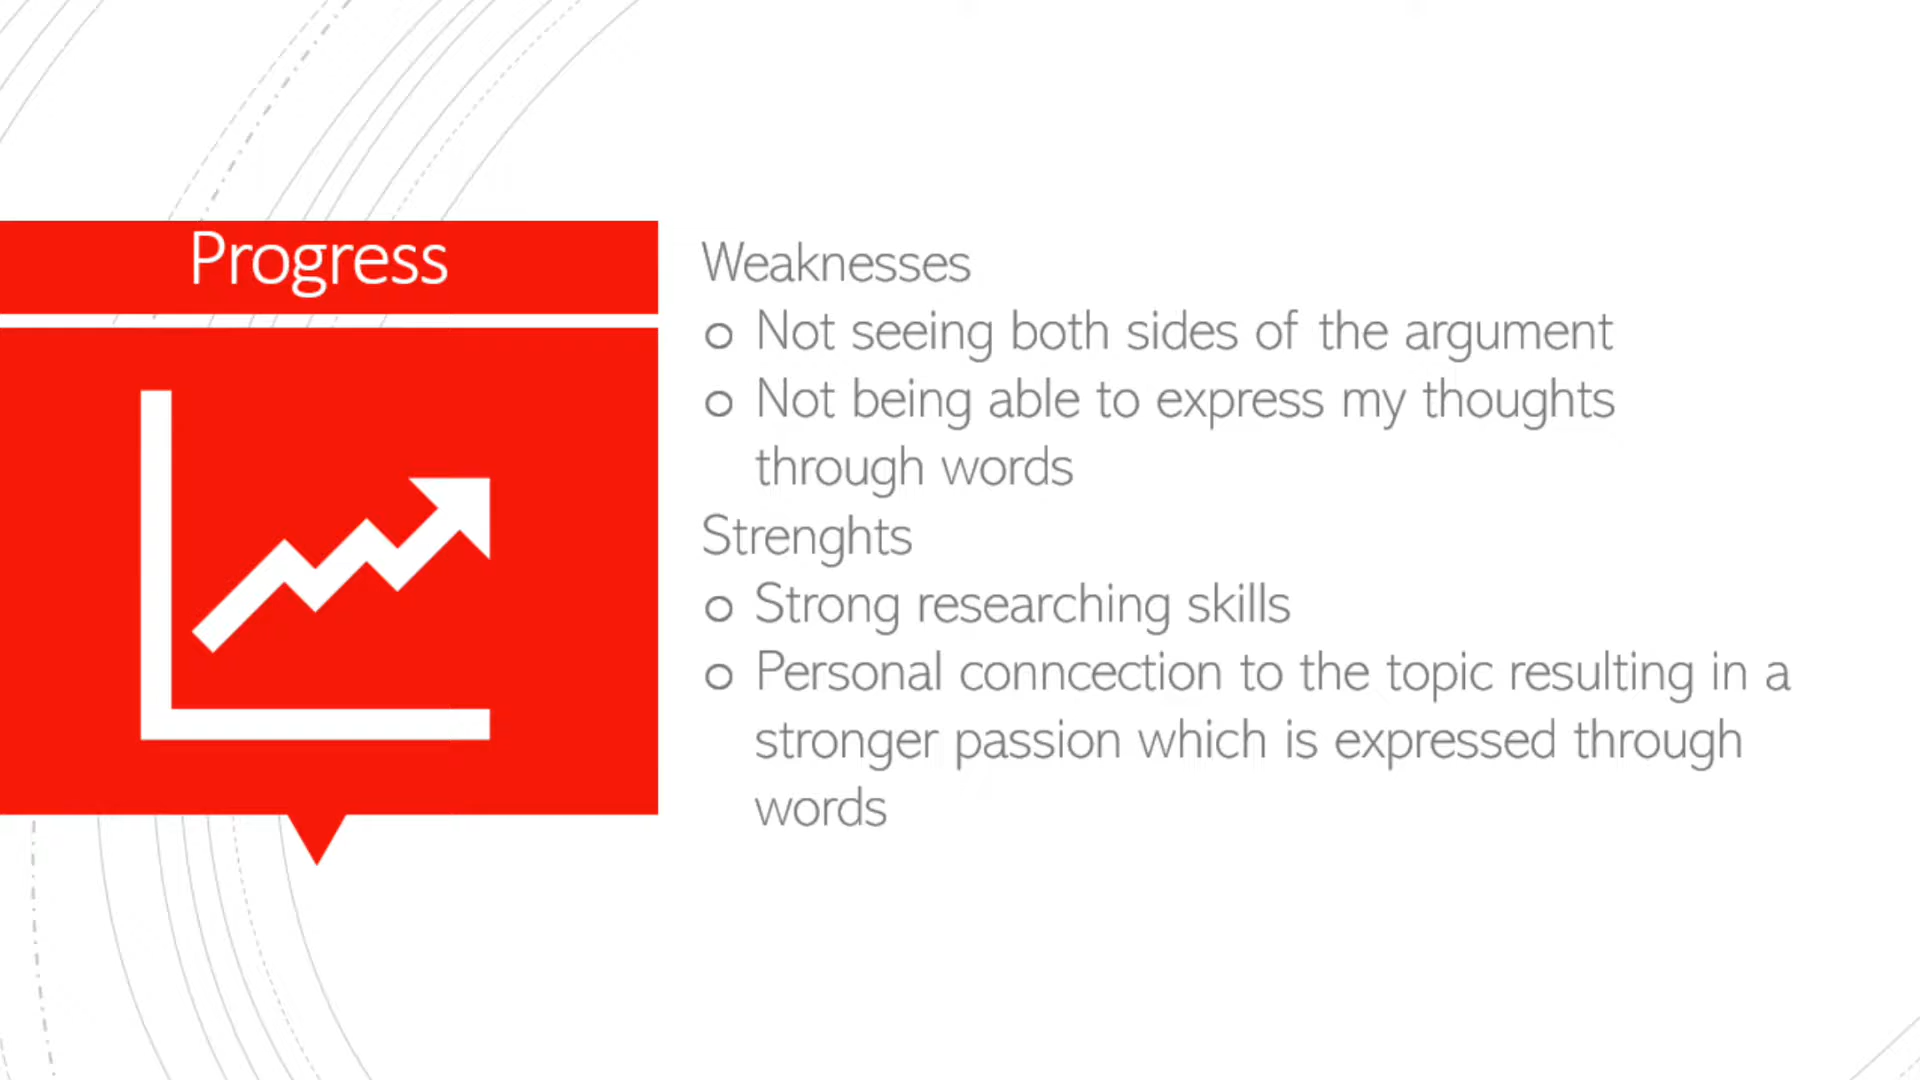 Progress
Weaknesses
o Not seeing both sides of the argument
o Not being able to express my thoughts
through words
Strenghts
o Strong researching skills
o Personal conncection to the topic resulting in a
stronger passion which is expressed through
words